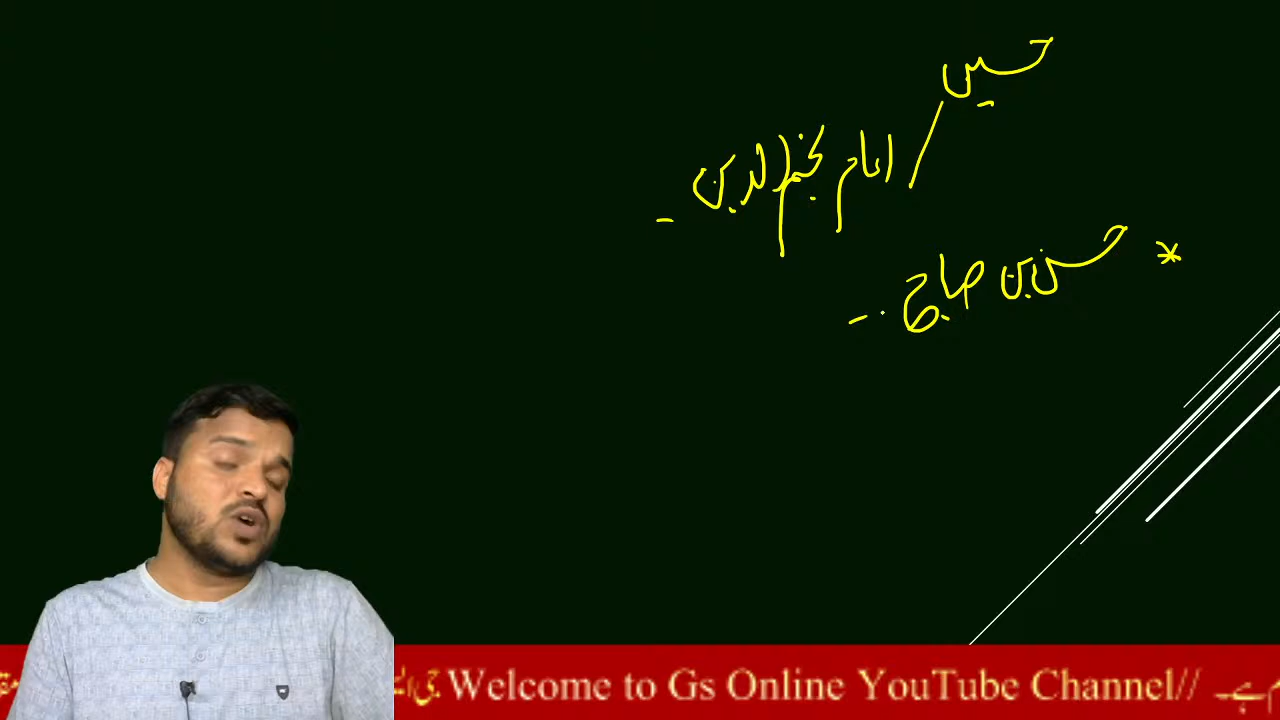 حسین
/ امام نجم الدین ۔
* حسن بن صباح ۔
Welcome to Gs Online YouTube Channel//